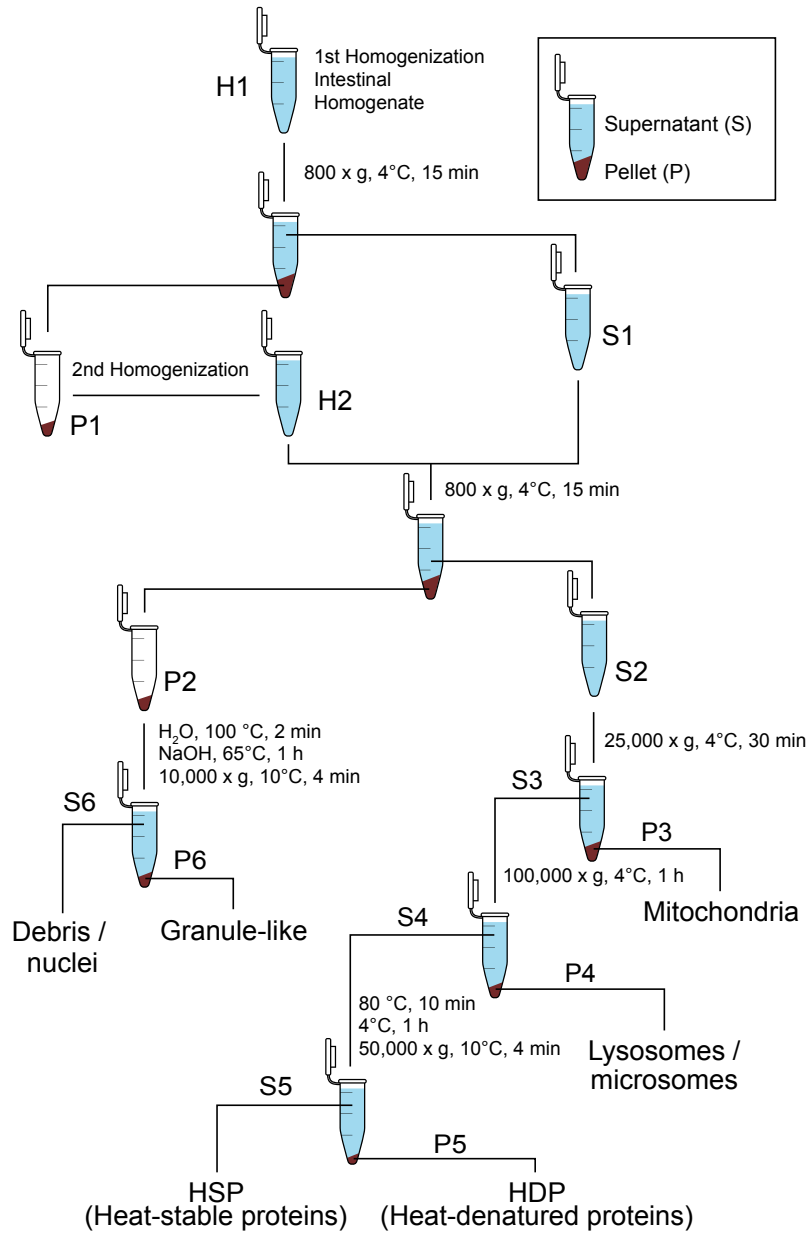 1st Homogenization
Intestinal
Homogenate
H1
Supernatant (S)
Pellet (P)
800 x g, 4°C, 15 min
S1
2nd Homogenization
P1
H2
800 x g, 4°C, 15 min
P2
S2
H₂O, 100 °C, 2 min
NaOH, 65°C, 1 h
10,000 x g, 10°C, 4 min
25,000 x g, 4°C, 30 min
S6
P6
S3
P3
100,000 x g, 4°C, 1 h
Debris /
nuclei
Granule-like
Mitochondria
S4
P4
80 °C, 10 min
4°C, 1 h
50,000 x g, 10°C, 4 min
Lysosomes /
microsomes
S5
P5
HSP
(Heat-stable proteins)
HDP
(Heat-denatured proteins)